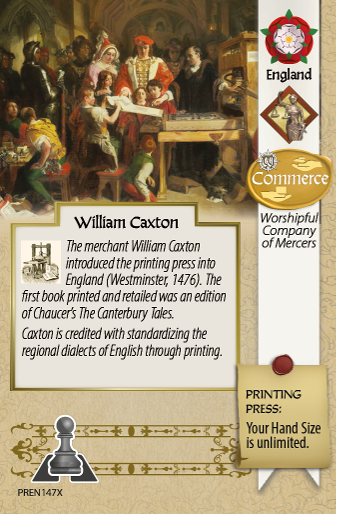 England
Commerce
Worshipful
Company
of Mercers
William Caxton
The merchant William Caxton
introduced the printing press into
England (Westminster, 1476). The
first book printed and retailed was an edition
of Chaucer's The Canterbury Tales.
Caxton is credited with standardizing the
regional dialects of English through printing.
PRINTING
PRESS:
Your Hand Size
is unlimited.
PREN147X